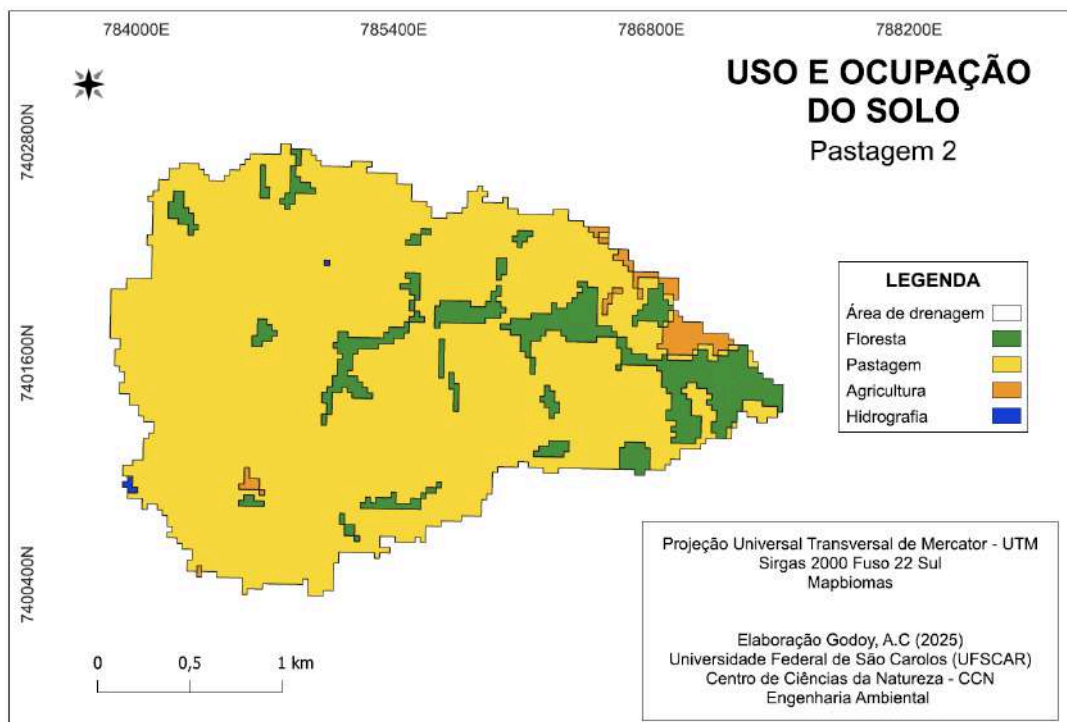 784000E
785400E
786800E
788200E
USO E OCUPAÇÃO
DO SOLO
Pastagem 2
7402800N
7401600N
7400400N
LEGENDA
Área de drenagem
Floresta
Pastagem
Agricultura
Hidrografia
0
0,5
1 km
Projeção Universal Transversal de Mercator - UTM
Sirgas 2000 Fuso 22 Sul
Mapbiomas
Elaboração Godoy, A.C (2025)
Universidade Federal de São Carolos (UFSCAR)
Centro de Ciências da Natureza - CCN
Engenharia Ambiental